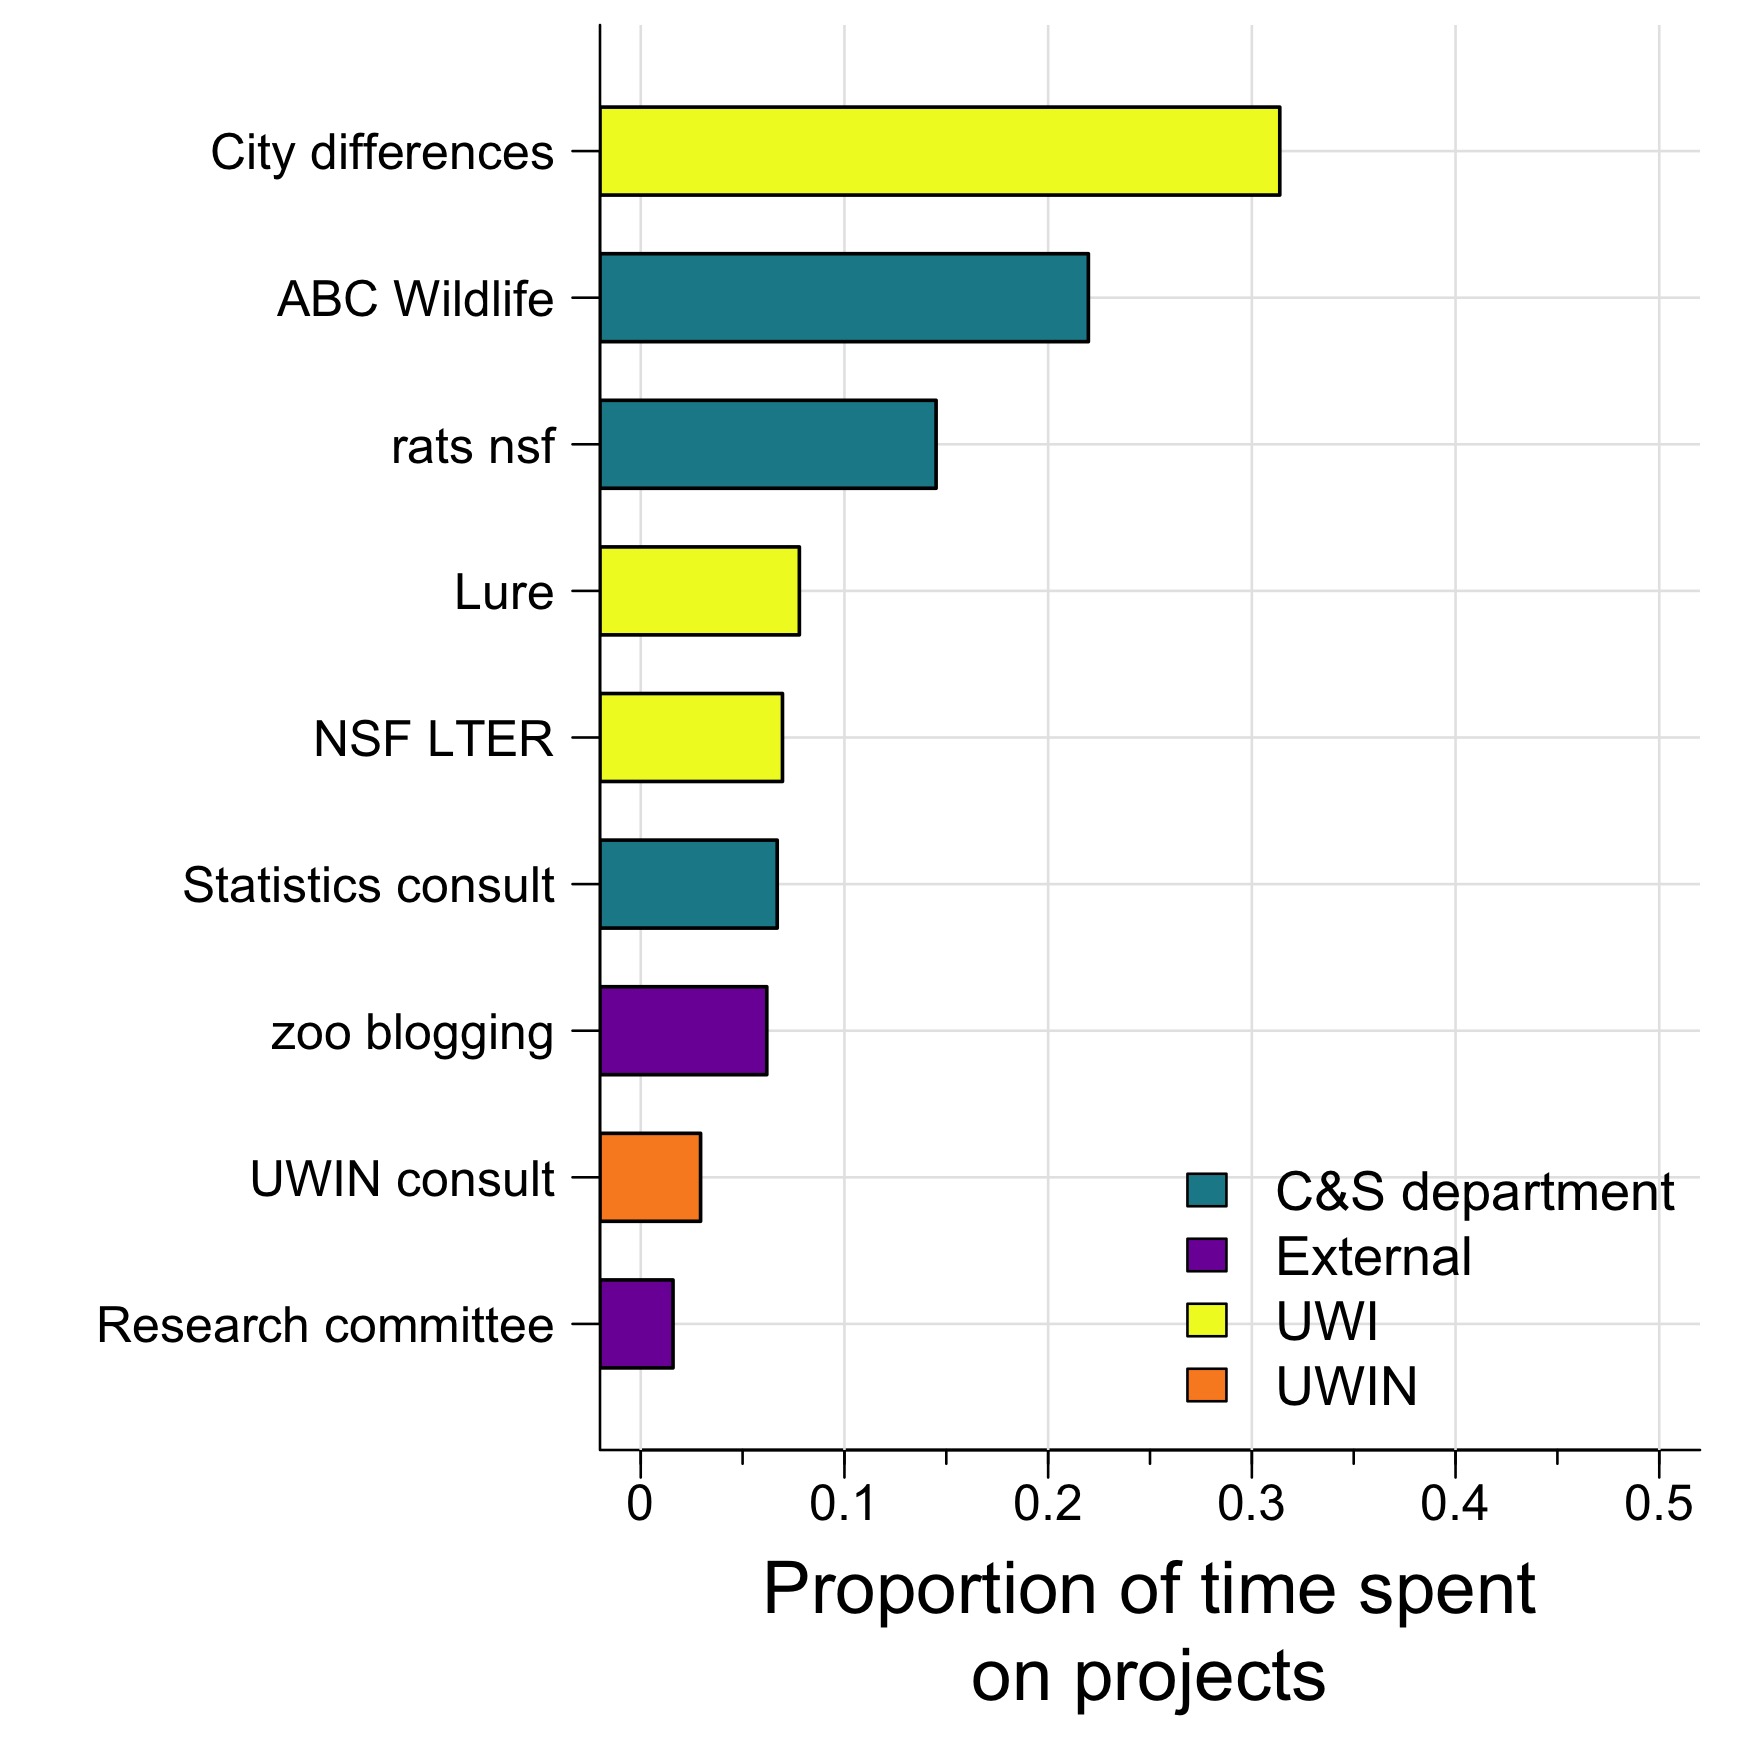 City differences
ABC Wildlife
rats nsf
Lure
NSF LTER
Statistics consult
zoo blogging
UWIN consult
Research committee
C&S department
External
UWI
UWIN
0 0.1 0.2 0.3 0.4 0.5
Proportion of time spent
on projects